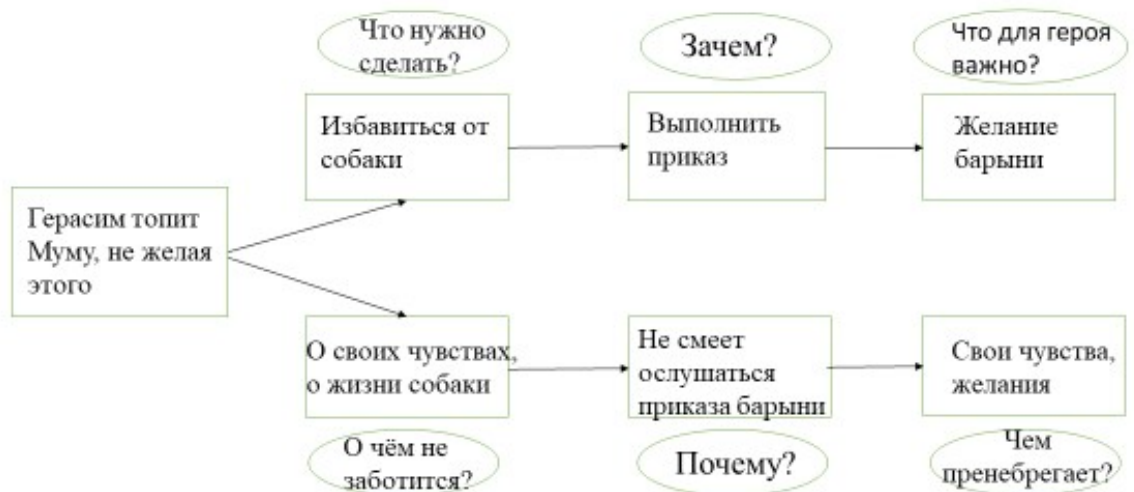 Что нужно
сделать?
Зачем?
Что для героя
важно?
Избавиться от
собаки
Выполнить
приказ
Желание
барыни
Герасим топит
Муму, не желая
этого
О своих чувствах,
о жизни собаки
Не смеет
ослушаться
приказа барыни
Свои чувства,
желания
О чём не
заботится?
Почему?
Чем
пренебрегает?